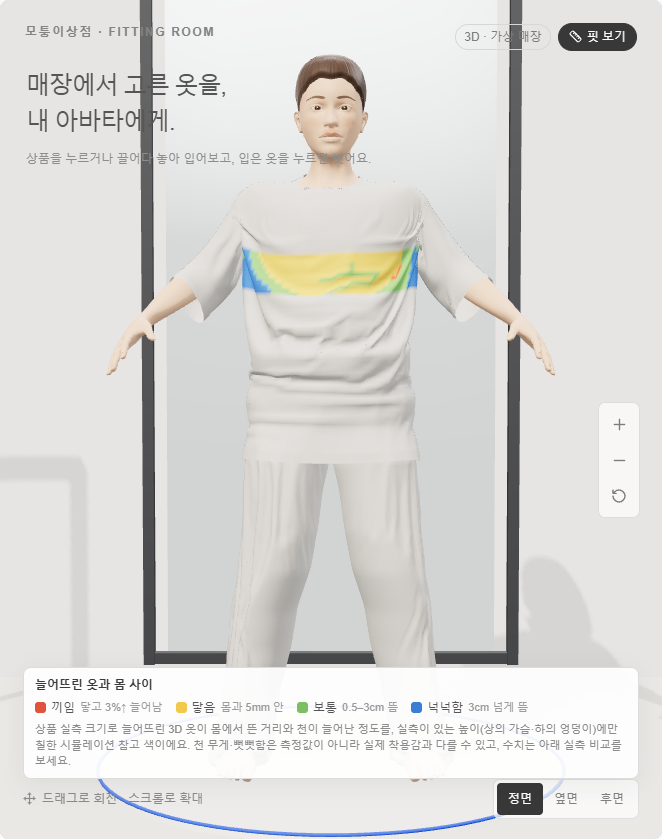 모퉁이상점 · FITTING ROOM
3D · 가상 매장
핏 보기
매장에서 고른 옷을,
내 아바타에게.
상품을 누르거나 끌어다 놓아 입어보고, 입은 옷을 누르면 벗어요.
늘어뜨린 옷과 몸 사이
끼임 닿고 3%↑ 늘어남 닿음 몸과 5mm 안 보통 0.5–3cm 뜸 넉넉함 3cm 넘게 뜸
상품 실측 크기로 늘어뜨린 3D 옷이 몸에서 뜬 거리와 천이 늘어난 정도를, 실측이 있는 높이(상의 가슴·하의 엉덩이)에만
칠한 시뮬레이션 참고 색이에요. 천 무게·뻣뻣함은 측정값이 아니라 실제 착용감과 다를 수 있고, 수치는 아래 실측 비교를
보세요.
드래그로 회전 · 스크롤로 확대
정면 옆면 후면